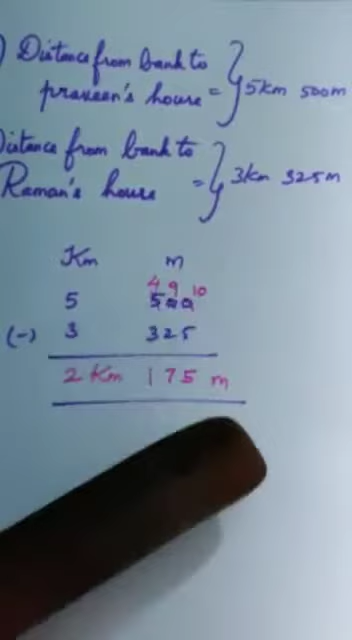 ) Distance from bank to
praveen's house = } 5km 500m
Distance from bank to
Raman's house = } 3km 325m
Km m
4 9 10
5 500
(-) 3 325
2 Km 175 m